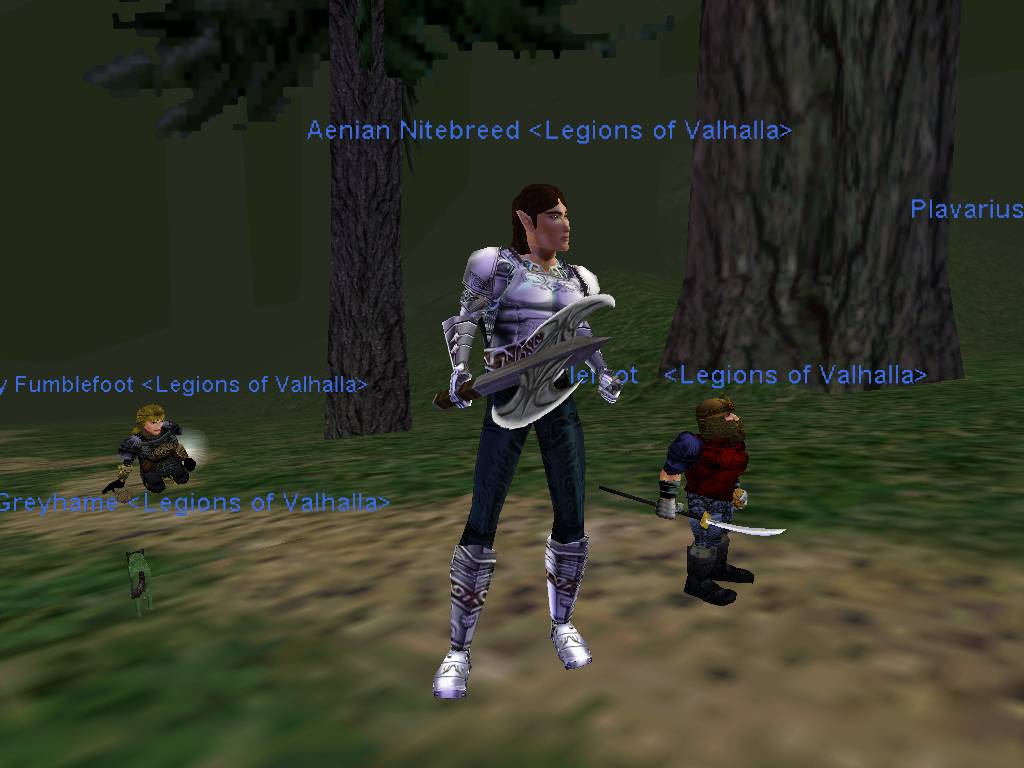 Aenian Nitebreed <Legions of Valhalla>
Plavarius
y Fumblefoot <Legions of Valhalla>
<Legions of Valhalla>
Greyhame <Legions of Valhalla>